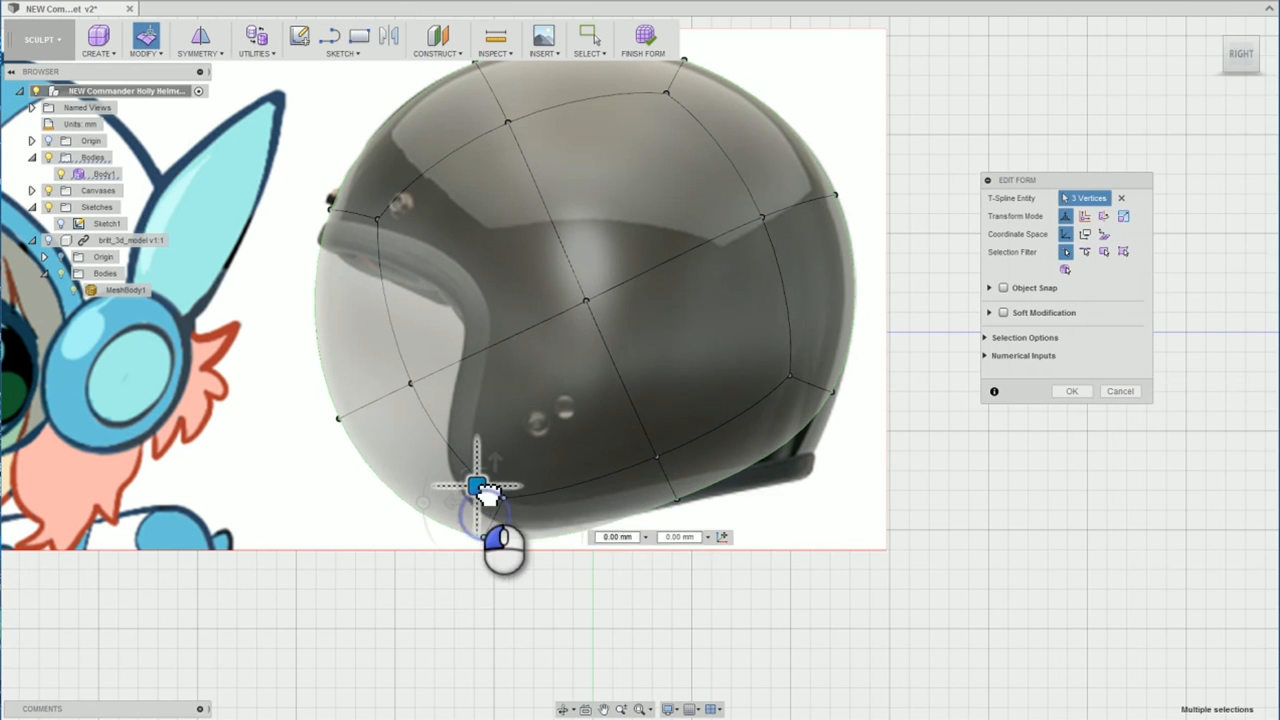 NEW Com...et v2*
SCULPT
CREATE
MODIFY
SYMMETRY
UTILITIES
SKETCH
CONSTRUCT
INSPECT
INSERT
SELECT
FINISH FORM
RIGHT
BROWSER
NEW Commander Holly Helme...
Named Views
Units: mm
Origin
Bodies
Body1
Canvases
Sketches
Sketch1
britt_3d_model v1:1
Origin
Bodies
MeshBody1
EDIT FORM
T-Spline Entity
3 Vertices
Transform Mode
Coordinate Space
Selection Filter
Object Snap
Soft Modification
Selection Options
Numerical Inputs
OK
Cancel
0.00 mm
0.00 mm
COMMENTS
Multiple selections